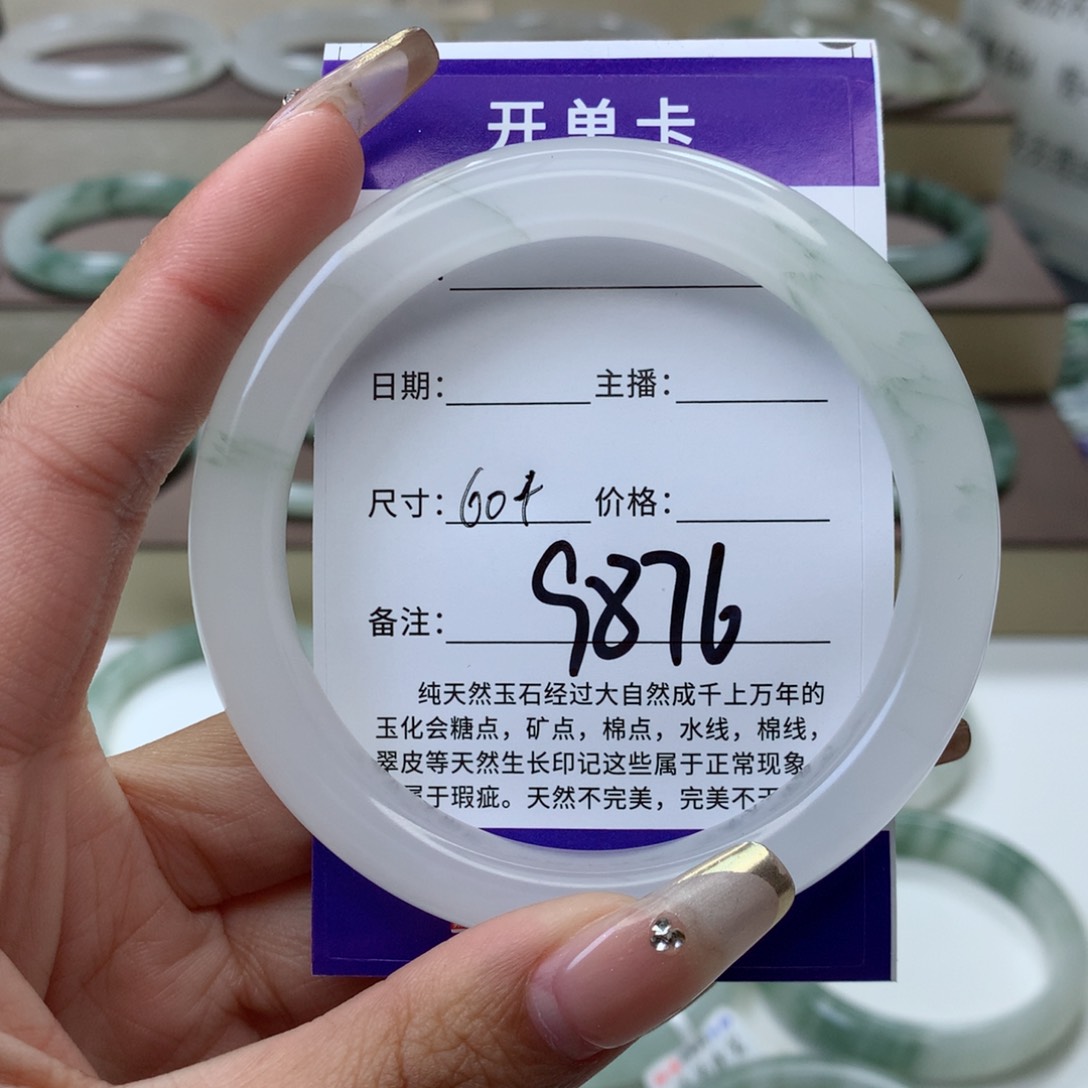 开单卡
日期： 主播：
尺寸：60+ 价格：
备注：9876
纯天然玉石经过大自然成千上万年的
玉化会糖点，矿点，棉点，水线，棉线，
翠皮等天然生长印记这些属于正常现象
属于瑕疵。天然不完美，完美不天